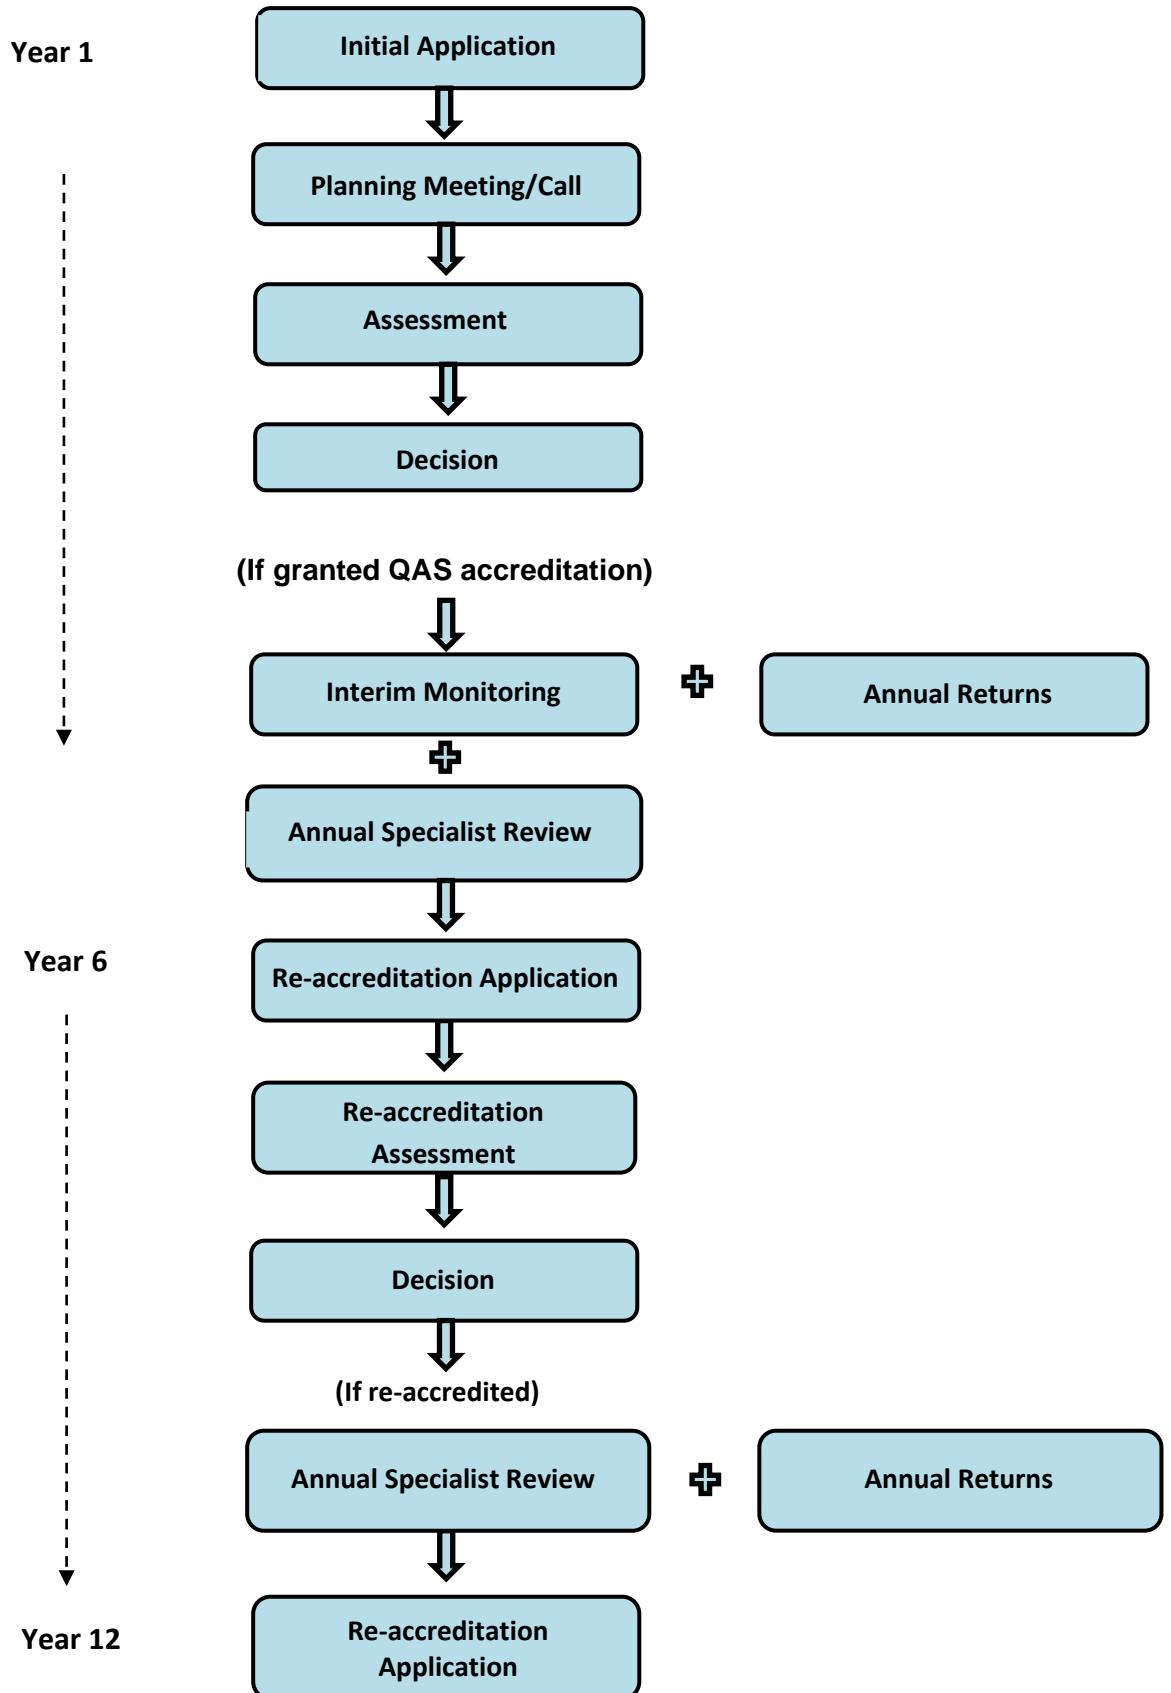 Year 1
Initial Application
Planning Meeting/Call
Assessment
Decision
(If granted QAS accreditation)
Interim Monitoring
Annual Returns
Annual Specialist Review
Year 6
Re-accreditation Application
Re-accreditation
Assessment
Decision
(If re-accredited)
Annual Specialist Review
Annual Returns
Year 12
Re-accreditation
Application